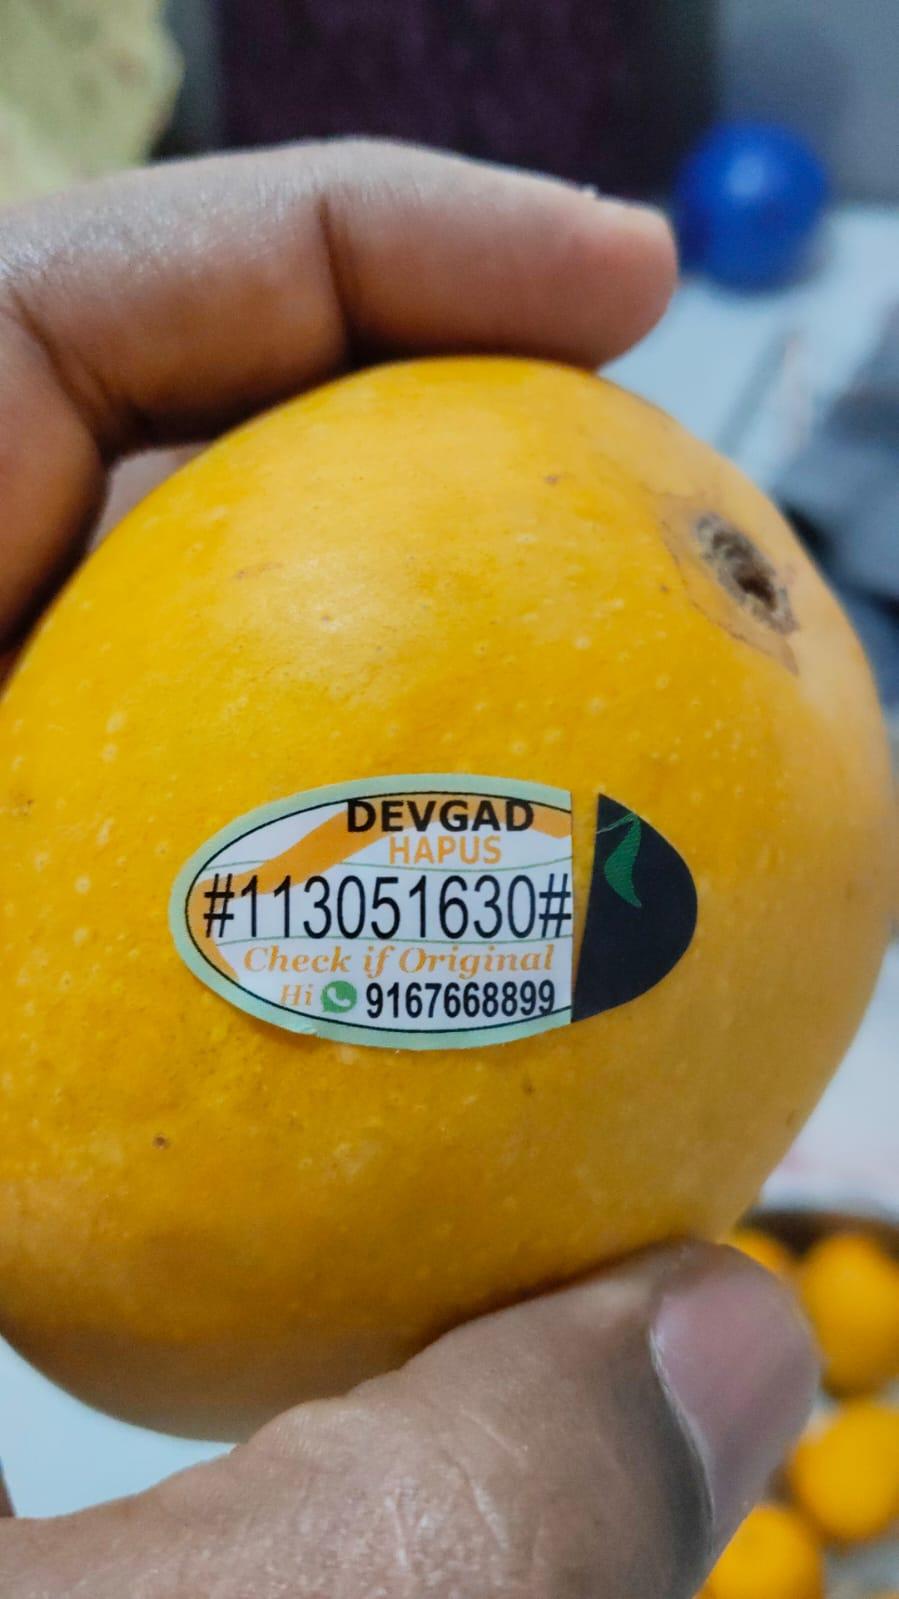 DEVGAD
HAPUS
#113051630#
Check if Original
Hi 9167668899